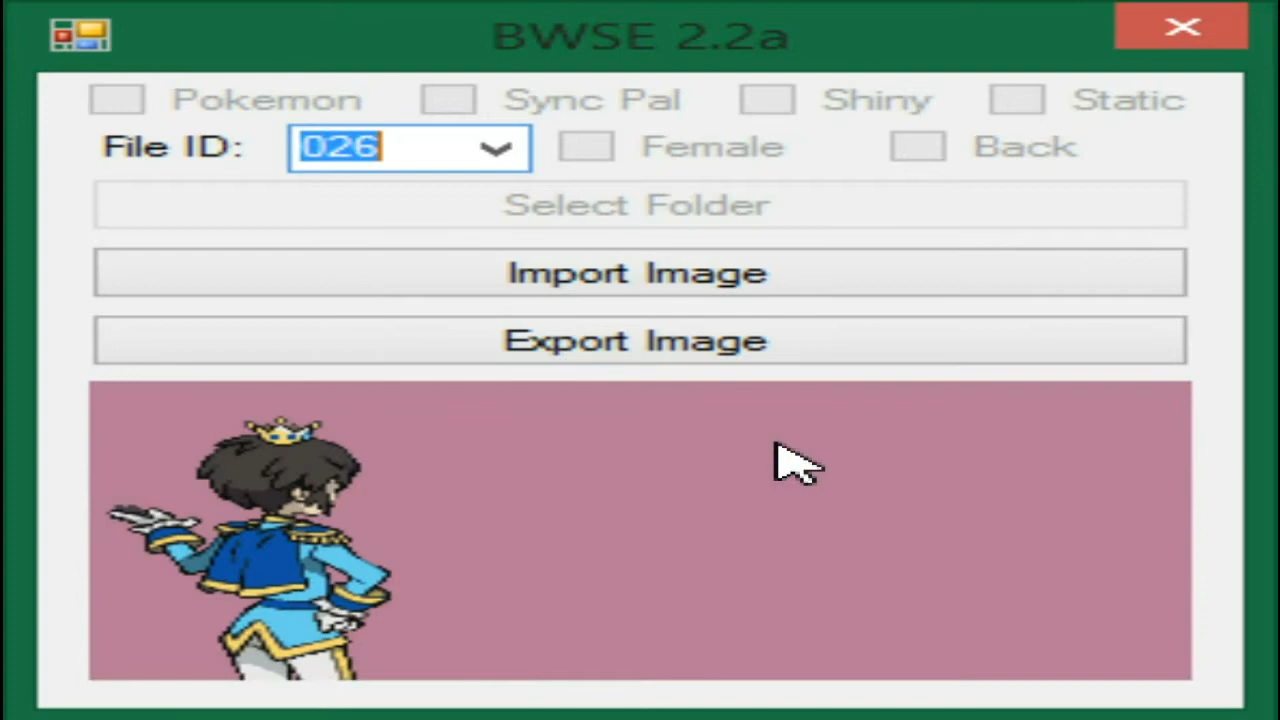 BWSE 2.2a
Pokemon Sync Pal Shiny Static
File ID: 026 Female Back
Select Folder
Import Image
Export Image